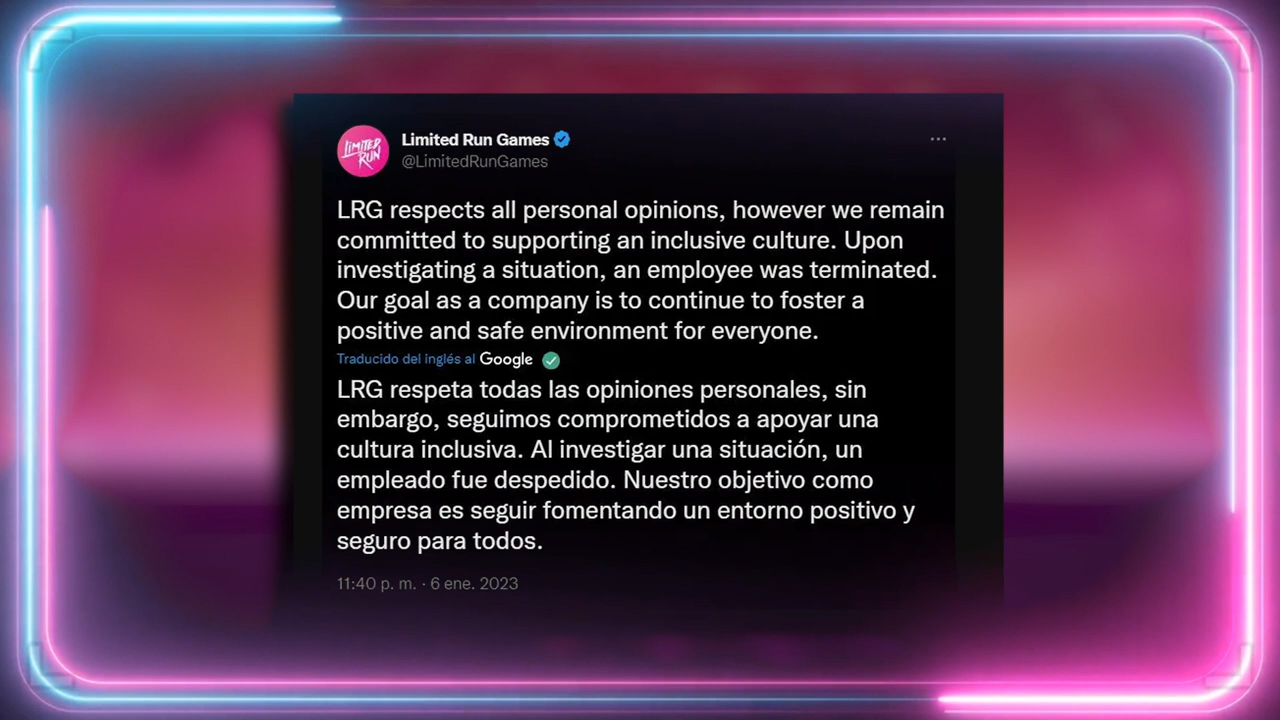 LIMITED RUN
Limited Run Games
@LimitedRunGames
LRG respects all personal opinions, however we remain
committed to supporting an inclusive culture. Upon
investigating a situation, an employee was terminated.
Our goal as a company is to continue to foster a
positive and safe environment for everyone.
Traducido del inglés al Google
LRG respeta todas las opiniones personales, sin
embargo, seguimos comprometidos a apoyar una
cultura inclusiva. Al investigar una situación, un
empleado fue despedido. Nuestro objetivo como
empresa es seguir fomentando un entorno positivo y
seguro para todos.
11:40 p. m. · 6 ene. 2023